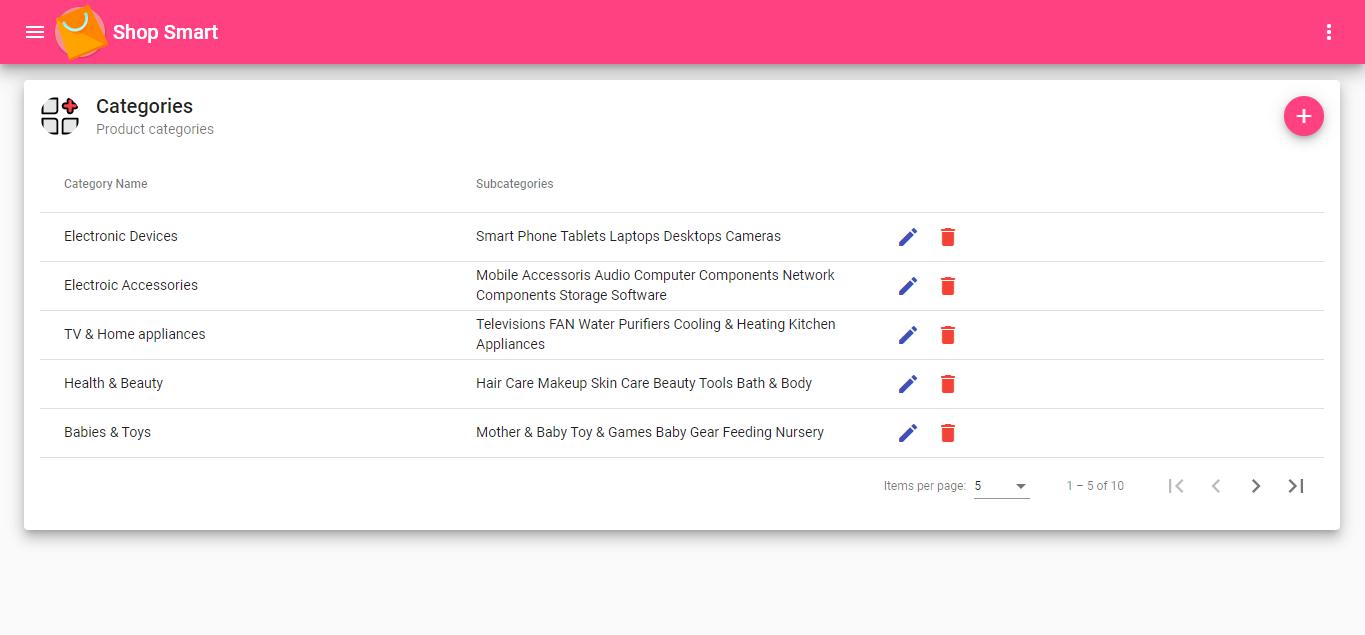 Shop Smart
Categories
Product categories
Category Name Subcategories
Electronic Devices Smart Phone Tablets Laptops Desktops Cameras
Electroic Accessories Mobile Accessoris Audio Computer Components Network
Components Storage Software
TV & Home appliances Televisions FAN Water Purifiers Cooling & Heating Kitchen
Appliances
Health & Beauty Hair Care Makeup Skin Care Beauty Tools Bath & Body
Babies & Toys Mother & Baby Toy & Games Baby Gear Feeding Nursery
Items per page: 5 1 – 5 of 10